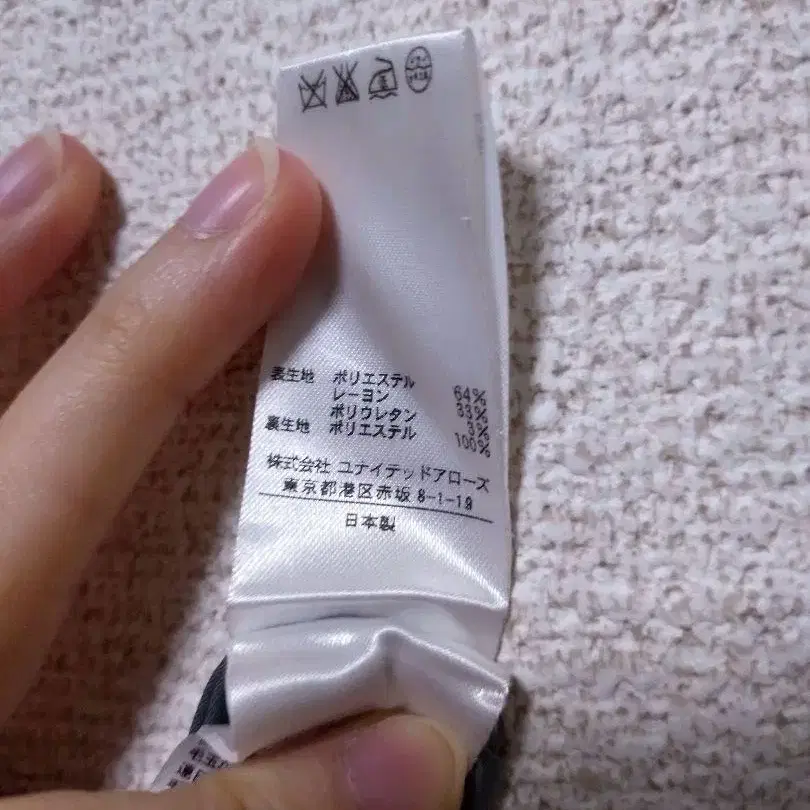 表生地 ポリエステル 64%
レーヨン 33%
ポリウレタン 3%
裏生地 ポリエステル 100%
株式会社 ユナイテッドアローズ
東京都港区赤坂 8-1-19
日本製